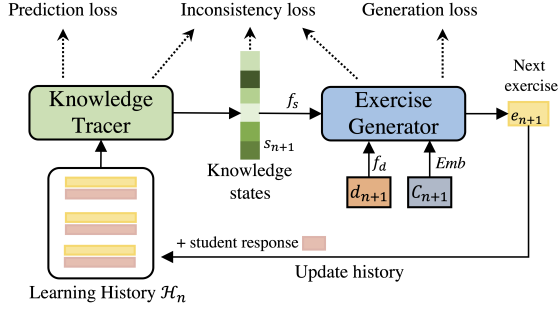 Prediction loss
Inconsistency loss
Generation loss
Knowledge
Tracer
f_s
s_{n+1}
Knowledge
states
Exercise
Generator
Next
exercise
e_{n+1}
f_d
Emb
d_{n+1}
C_{n+1}
+ student response
Update history
Learning History ℋ_n